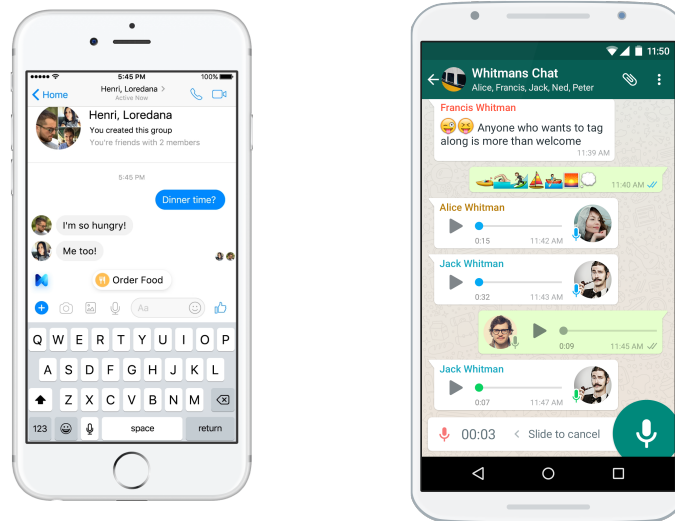 5:45 PM
100%
Home
Henri, Loredana >
Active Now
Henri, Loredana
You created this group
You're friends with 2 members
5:45 PM
Dinner time?
I'm so hungry!
Me too!
Order Food
Aa
Q W E R T Y U I O P
A S D F G H J K L
Z X C V B N M
123 space return
11:50
Whitmans Chat
Alice, Francis, Jack, Ned, Peter
Francis Whitman
Anyone who wants to tag
along is more than welcome
11:39 AM
11:40 AM
Alice Whitman
0:15 11:42 AM
Jack Whitman
0:32 11:43 AM
0:09 11:45 AM
Jack Whitman
0:07 11:47 AM
00:03 < Slide to cancel